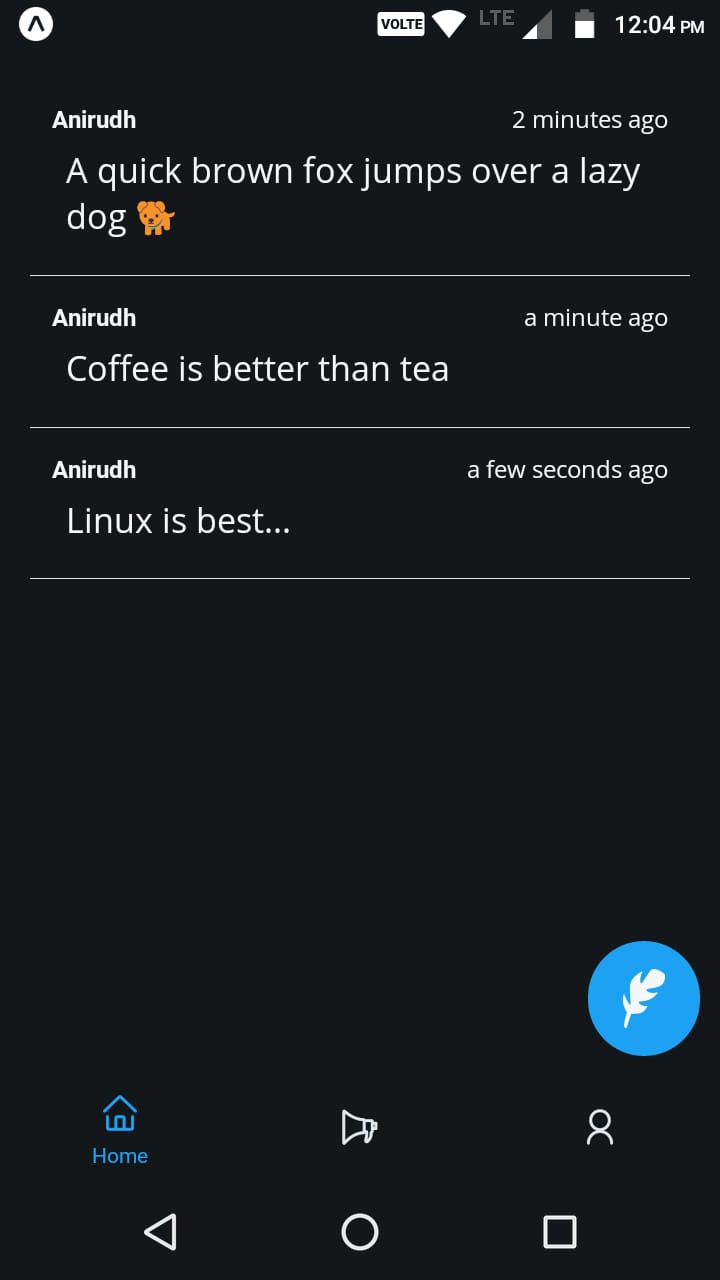 VOLTE LTE 12:04 PM
Anirudh 2 minutes ago
A quick brown fox jumps over a lazy
dog 🐕
Anirudh a minute ago
Coffee is better than tea
Anirudh a few seconds ago
Linux is best...
Home